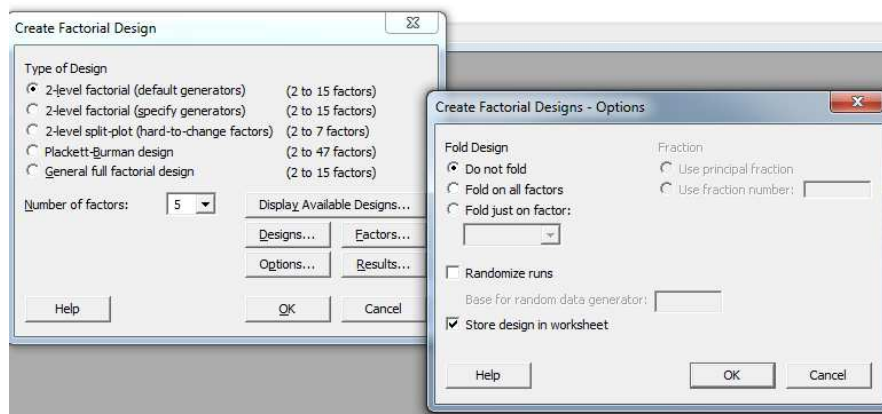 Create Factorial Design
Type of Design
2-level factorial (default generators) (2 to 15 factors)
2-level factorial (specify generators) (2 to 15 factors)
2-level split-plot (hard-to-change factors) (2 to 7 factors)
Plackett-Burman design (2 to 47 factors)
General full factorial design (2 to 15 factors)
Number of factors: 5 Display Available Designs...
Designs... Factors...
Options... Results...
Help OK Cancel
Create Factorial Designs - Options
Fold Design Fraction
Do not fold Use principal fraction
Fold on all factors Use fraction number:
Fold just on factor:
Randomize runs
Base for random data generator:
Store design in worksheet
Help OK Cancel